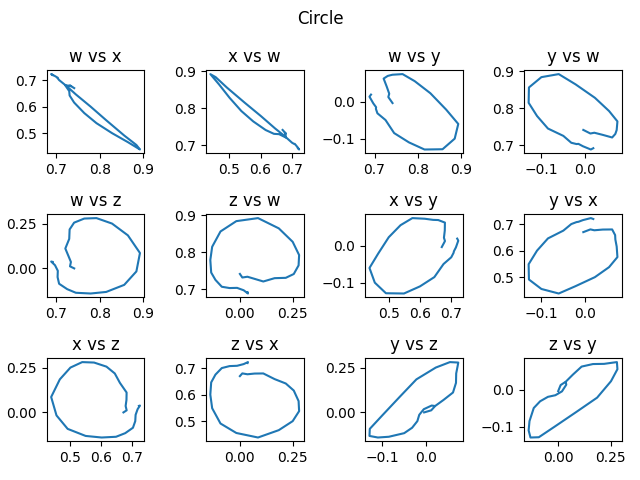 Circle
w vs x
x vs w
w vs y
y vs w
0.7
0.6
0.5
0.7 0.8 0.9
0.9
0.8
0.7
0.5 0.6 0.7
0.0
−0.1
0.7 0.8 0.9
0.9
0.8
0.7
−0.1 0.0
w vs z
z vs w
x vs y
y vs x
0.25
0.00
0.7 0.8 0.9
0.9
0.8
0.7
0.00 0.25
0.0
−0.1
0.5 0.6 0.7
0.7
0.6
0.5
−0.1 0.0
x vs z
z vs x
y vs z
z vs y
0.25
0.00
0.5 0.6 0.7
0.7
0.6
0.5
0.00 0.25
0.25
0.00
−0.1 0.0
0.0
−0.1
0.00 0.25